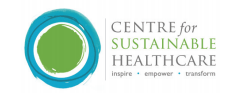 CENTRE for
SUSTAINABLE
HEALTHCARE
inspire • empower • transform